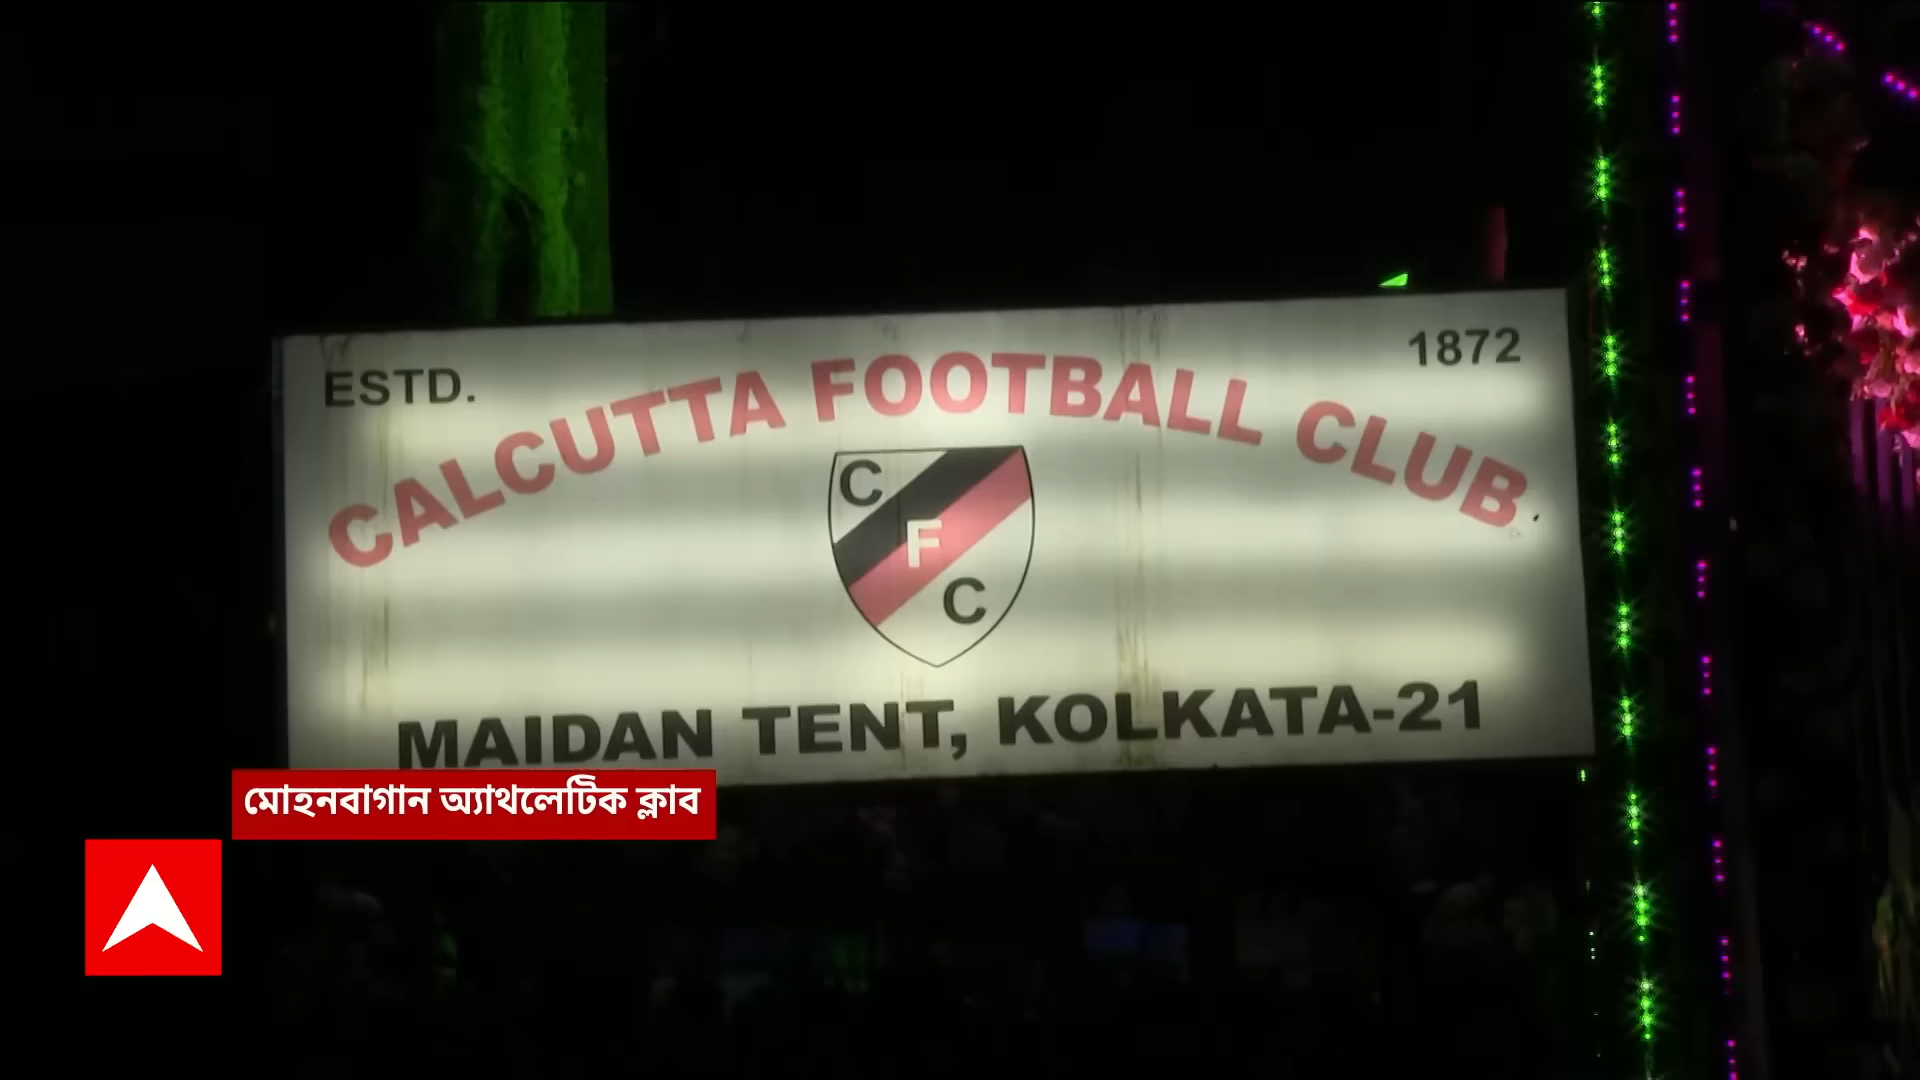 ESTD. 1872
CALCUTTA FOOTBALL CLUB
C
F
C
MAIDAN TENT, KOLKATA-21
মোহনবাগান অ্যাথলেটিক ক্লাব